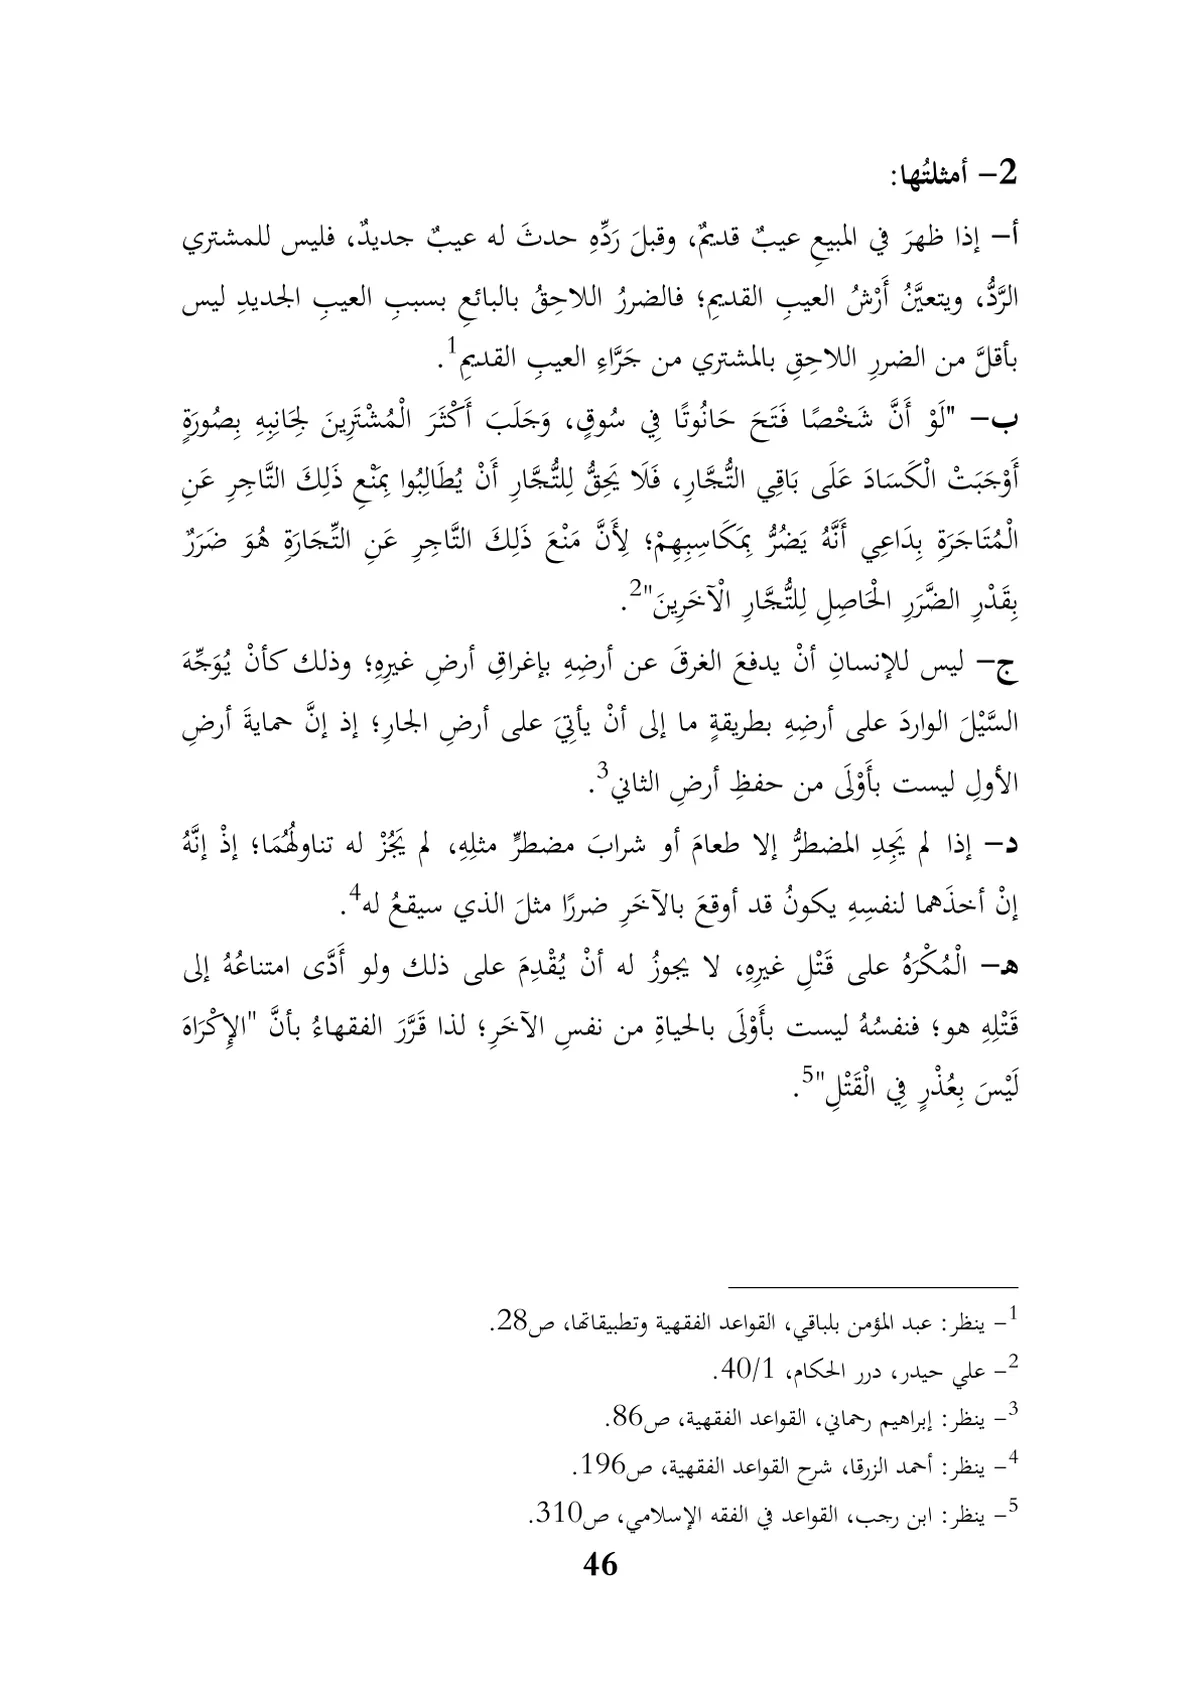 2- أمثلتُها:
أ- إذا ظهرَ في المبيعِ عيبٌ قديمٌ، وقبلَ رَدِّهِ حدثَ له عيبٌ جديدٌ، فليس للمشتري
الرَّدُّ، ويتعيَّنُ أَرْشُ العيبِ القديمِ؛ فالضررُ اللاحِقُ بالبائعِ بسببِ العيبِ الجديدِ ليس
بأقلَّ من الضررِ اللاحِقِ بالمشتري من جَرَّاءِ العيبِ القديمِ1.
ب- "لَوْ أَنَّ شَخْصًا فَتَحَ حَانُوتًا فِي سُوقٍ، وَجَلَبَ أَكْثَرَ الْمُشْتَرِينَ لِجَانِبِهِ بِصُورَةٍ
أَوْجَبَتْ الْكَسَادَ عَلَى بَاقِي التُّجَّارِ، فَلَا يَحِقُّ لِلتُّجَّارِ أَنْ يُطَالِبُوا بِمَنْعِ ذَلِكَ التَّاجِرِ عَنِ
الْمُتَاجَرَةِ بِدَاعِي أَنَّهُ يَضُرُّ بِمَكَاسِبِهِمْ؛ لِأَنَّ مَنْعَ ذَلِكَ التَّاجِرِ عَنِ التِّجَارَةِ هُوَ ضَرَرٌ
بِقَدْرِ الضَّرَرِ الْحَاصِلِ لِلتُّجَّارِ الْآخَرِينَ"2.
ج- ليس للإنسانِ أنْ يدفعَ الغرقَ عن أرضِهِ بإغراقِ أرضِ غيرِهِ؛ وذلك كأنْ يُوَجِّهَ
السَّيْلَ الواردَ على أرضِهِ بطريقةٍ ما إلى أنْ يأتِيَ على أرضِ الجارِ؛ إذ إنَّ حمايةَ أرضِ
الأولِ ليست بأَوْلَى من حفظِ أرضِ الثاني3.
د- إذا لم يَجِدِ المضطرُّ إلا طعامَ أو شرابَ مضطرٍّ مثلِهِ، لم يَجُزْ له تناولُهُمَا؛ إذْ إنَّهُ
إنْ أخذَهما لنفسِهِ يكونُ قد أوقعَ بالآخَرِ ضررًا مثلَ الذي سيقعُ له4.
هـ- الْمُكْرَهُ على قَتْلِ غيرِهِ، لا يجوزُ له أنْ يُقْدِمَ على ذلك ولو أَدَّى امتناعُهُ إلى
قَتْلِهِ هو؛ فنفسُهُ ليست بأَوْلَى بالحياةِ من نفسِ الآخَرِ؛ لذا قَرَّرَ الفقهاءُ بأنَّ "الإِكْرَاهَ
لَيْسَ بِعُذْرٍ فِي الْقَتْلِ"5.
1- ينظر: عبد المؤمن بلباقي، القواعد الفقهية وتطبيقاتها، ص28.
2- علي حيدر، درر الحكام، 40/1.
3- ينظر: إبراهيم رحماني، القواعد الفقهية، ص86.
4- ينظر: أحمد الزرقا، شرح القواعد الفقهية، ص196.
5- ينظر: ابن رجب، القواعد في الفقه الإسلامي، ص310.
46